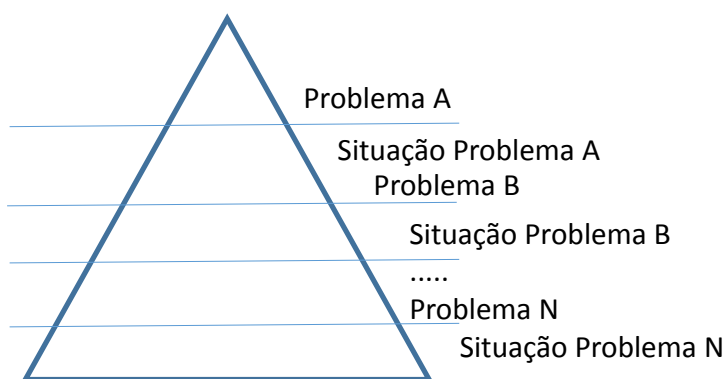 Problema A
Situação Problema A
Problema B
Situação Problema B
.....
Problema N
Situação Problema N